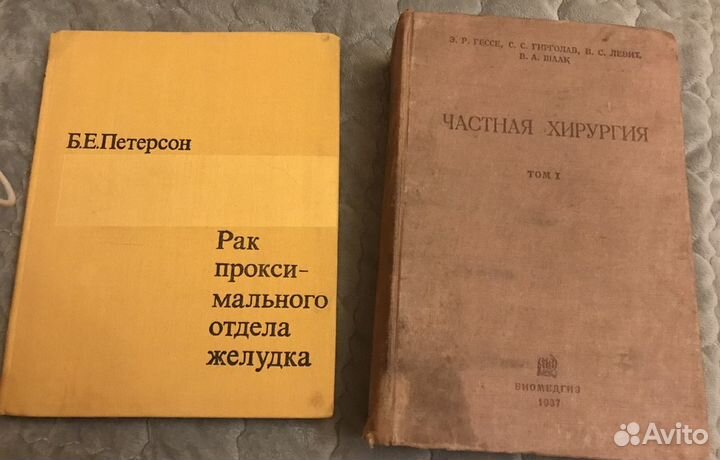 Б.Е.Петерсон
Рак
прокси-
мального
отдела
желудка
Э. Р. ГЕССЕ, С. С. ГИРГОЛАВ, В. С. ЛЕВИТ,
В. А. ШААК
ЧАСТНАЯ ХИРУРГИЯ
ТОМ I
БИОМЕДГИЗ
1937
Avito